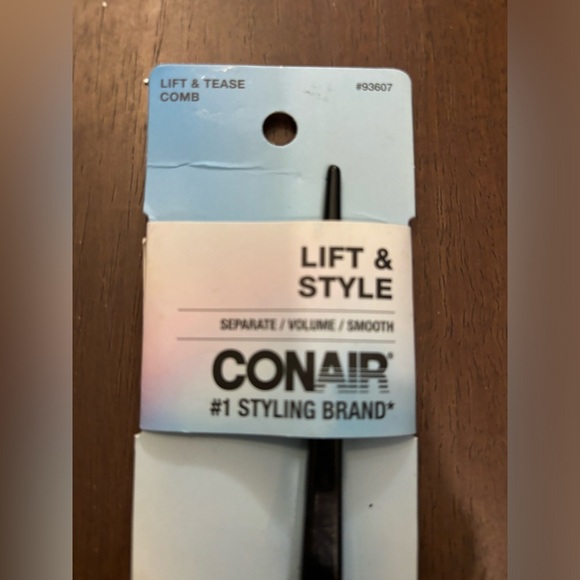 LIFT & TEASE
COMB
#93607
LIFT &
STYLE
SEPARATE / VOLUME / SMOOTH
CONAIR®
#1 STYLING BRAND*